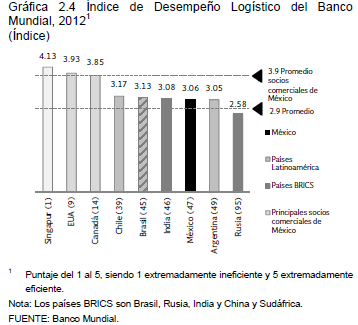 Gráfica 2.4 Índice de Desempeño Logístico del Banco
Mundial, 2012¹
(Índice)
4.13
3.93
3.85
3.17
3.13
3.08
3.06
3.05
2.58
3.9 Promedio
socios
comerciales de
México
2.9 Promedio
México
Países
Latinoamérica
Países BRICS
Principales socios
comerciales de
México
Singapur (1)
EUA (9)
Canadá (14)
Chile (39)
Brasil (45)
India (46)
México (47)
Argentina (49)
Rusia (95)
¹ Puntaje del 1 al 5, siendo 1 extremadamente ineficiente y 5 extremadamente
eficiente.
Nota: Los países BRICS son Brasil, Rusia, India y China y Sudáfrica.
FUENTE: Banco Mundial.